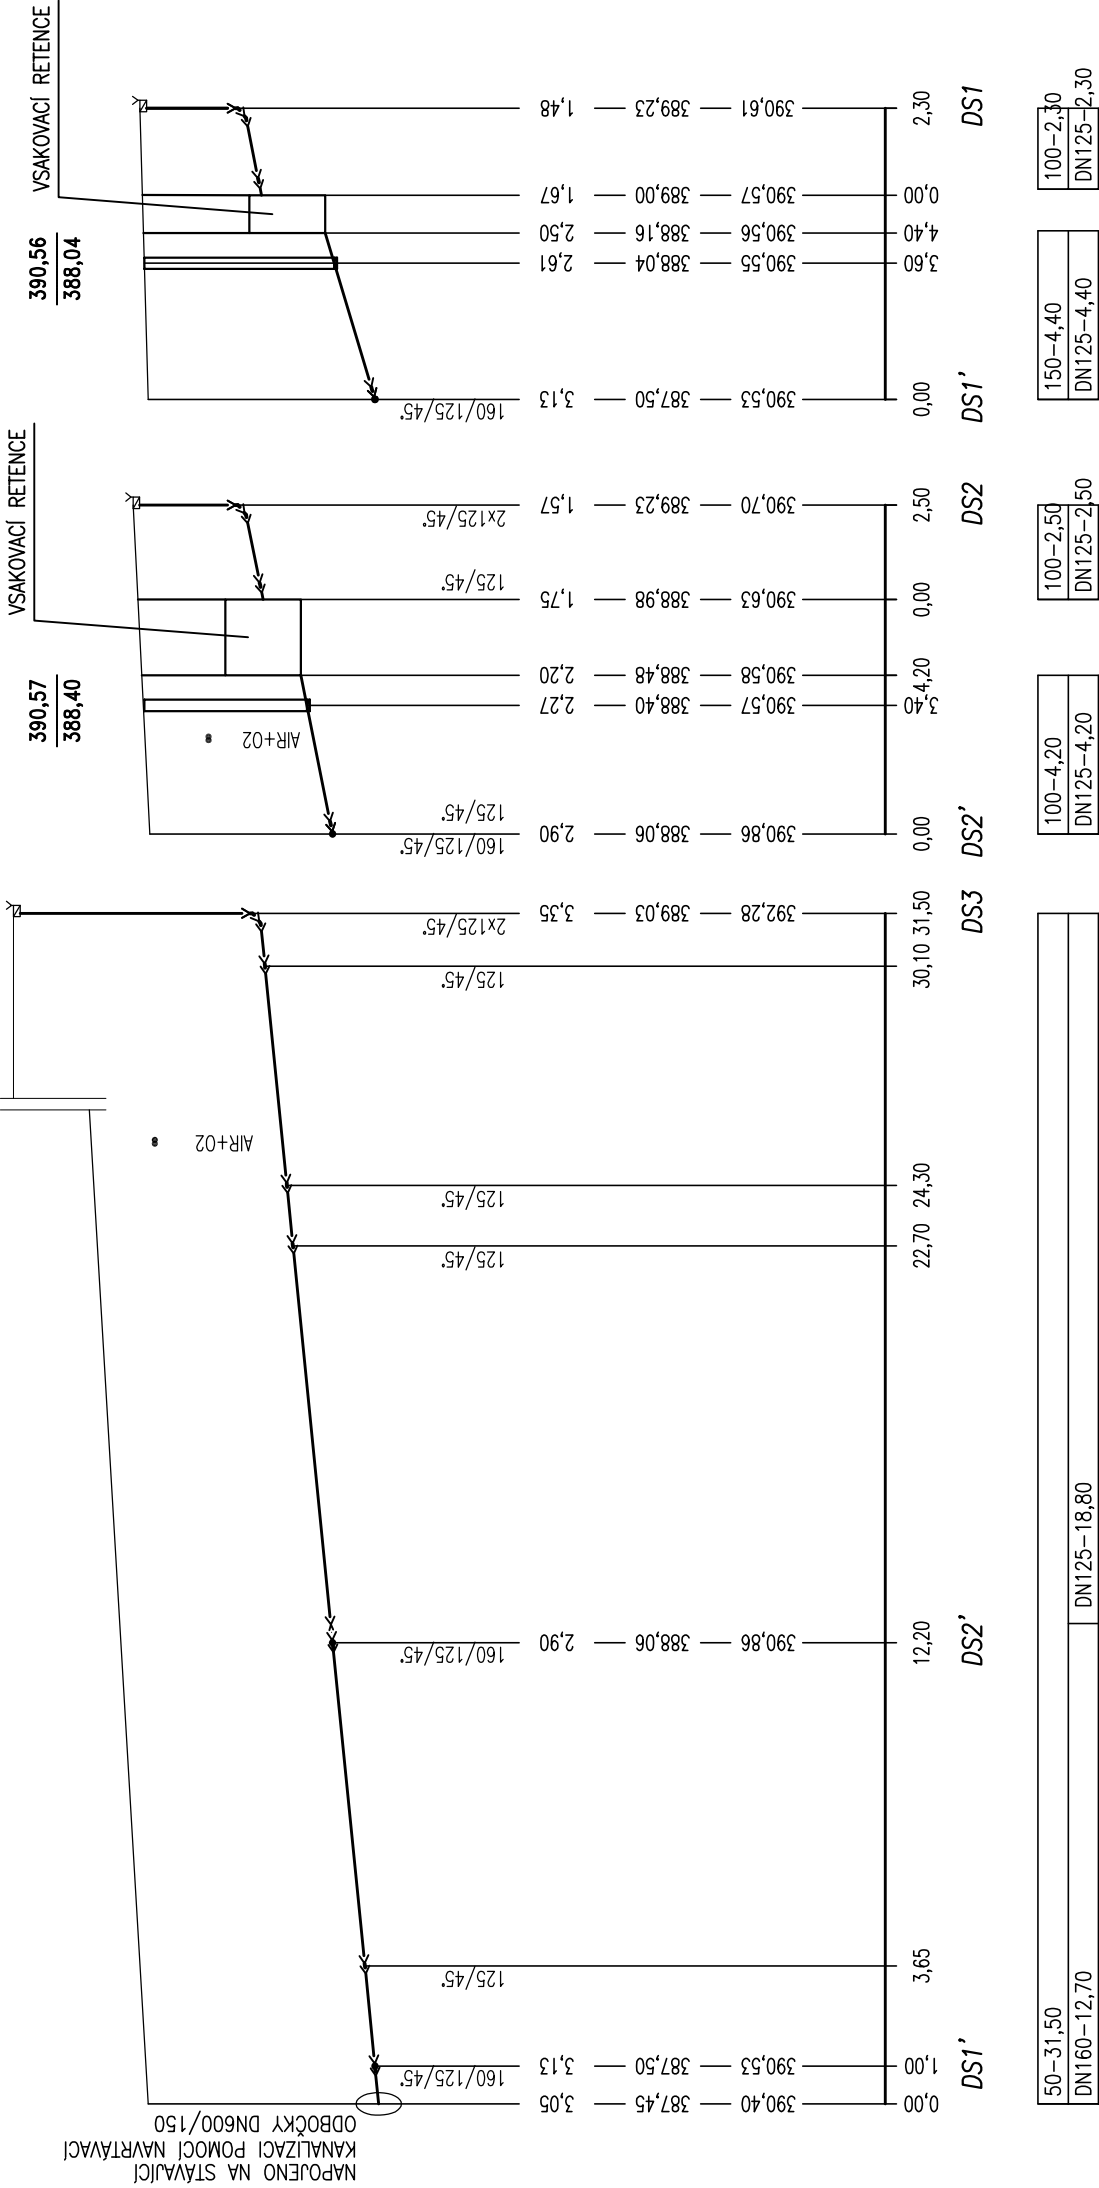 VSAKOVACÍ RETENCE
390,56
388,04
1,48 389,23 390,61
2,30
DS1
1,67 389,00 390,57
0,00
2,50 388,16 390,56
4,40
2,61 388,04 390,55
3,60
160/125/45°
3,13 387,50 390,53
0,00
DS1'
100-2,30
DN125-2,30
150-4,40
DN125-4,40
VSAKOVACÍ RETENCE
390,57
388,40
AIR+O2
2x125/45°
1,57 389,23 390,70
2,50
DS2
125/45°
1,75 388,98 390,63
0,00
2,20 388,48 390,58
4,20
2,27 388,40 390,57
3,40
125/45°
160/125/45°
2,90 388,06 390,86
0,00
DS2'
100-2,50
DN125-2,50
100-4,20
DN125-4,20
2x125/45°
3,35 389,03 392,28
31,50
DS3
125/45°
30,10
AIR+O2
125/45°
24,30
125/45°
22,70
160/125/45°
2,90 388,06 390,86
12,20
DS2'
125/45°
3,65
160/125/45°
3,13 387,50 390,53
1,00
DS1'
3,05 387,45 390,40
0,00
NAPOJENO NA STÁVAJÍCÍ
KANALIZACI POMOCÍ NAVRTÁVACÍ
ODBOČKY DN600/150
50-31,50
DN160-12,70
DN125-18,80